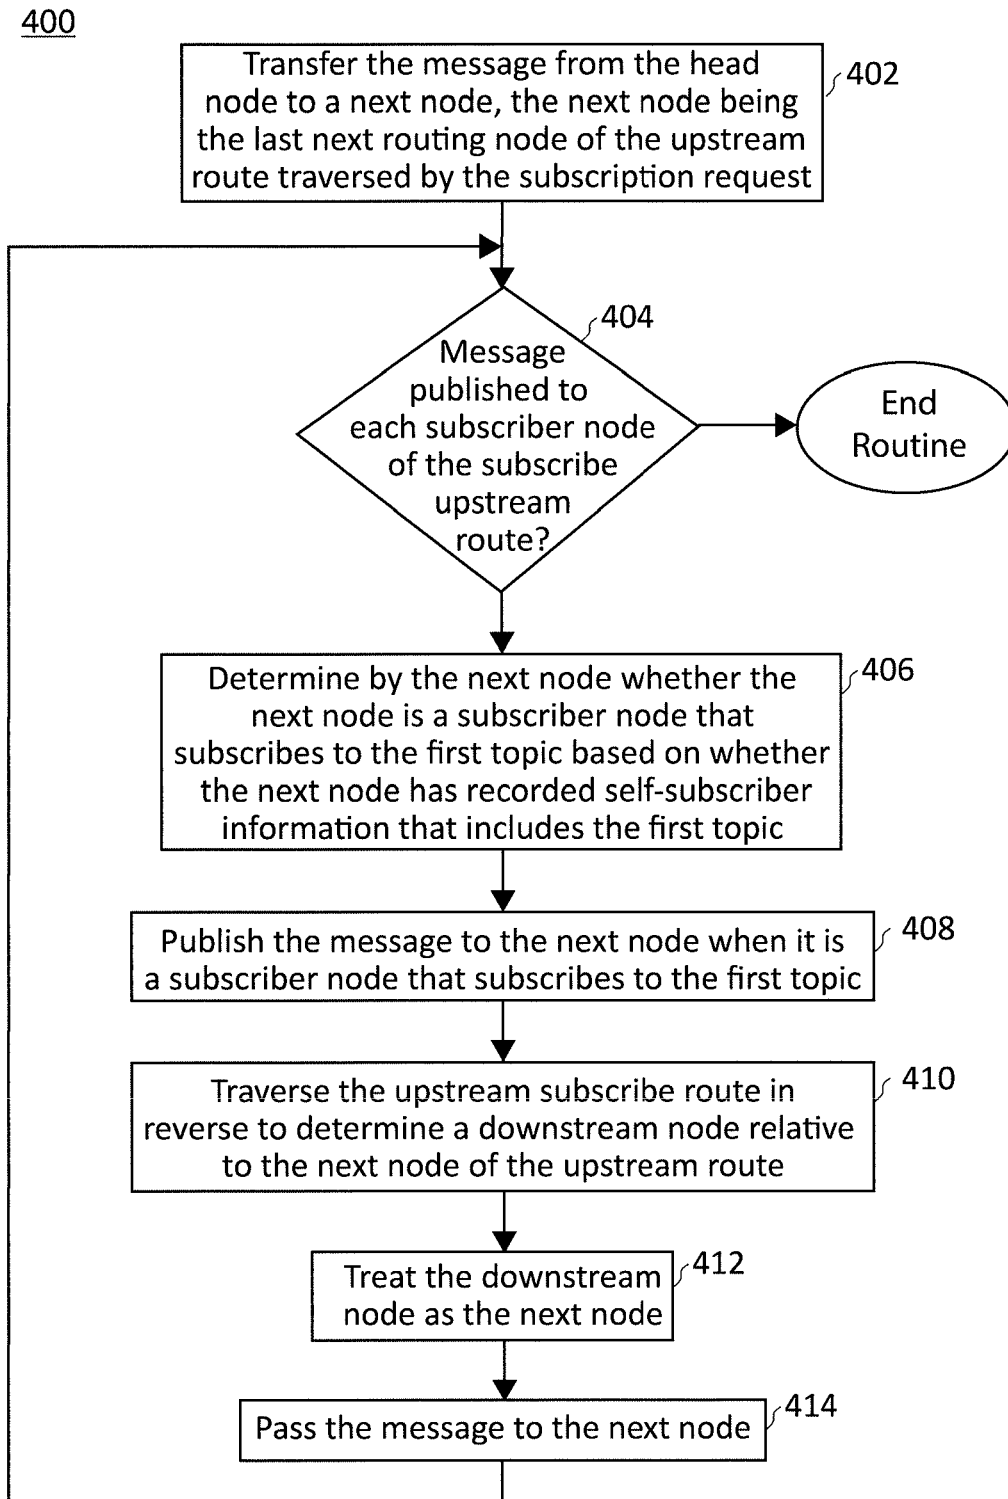 400
Transfer the message from the head
node to a next node, the next node being
the last next routing node of the upstream
route traversed by the subscription request
402
404
Message
published to
each subscriber node
of the subscribe
upstream
route?
End
Routine
406
Determine by the next node whether the
next node is a subscriber node that
subscribes to the first topic based on whether
the next node has recorded self-subscriber
information that includes the first topic
408
Publish the message to the next node when it is
a subscriber node that subscribes to the first topic
410
Traverse the upstream subscribe route in
reverse to determine a downstream node relative
to the next node of the upstream route
412
Treat the downstream
node as the next node
414
Pass the message to the next node